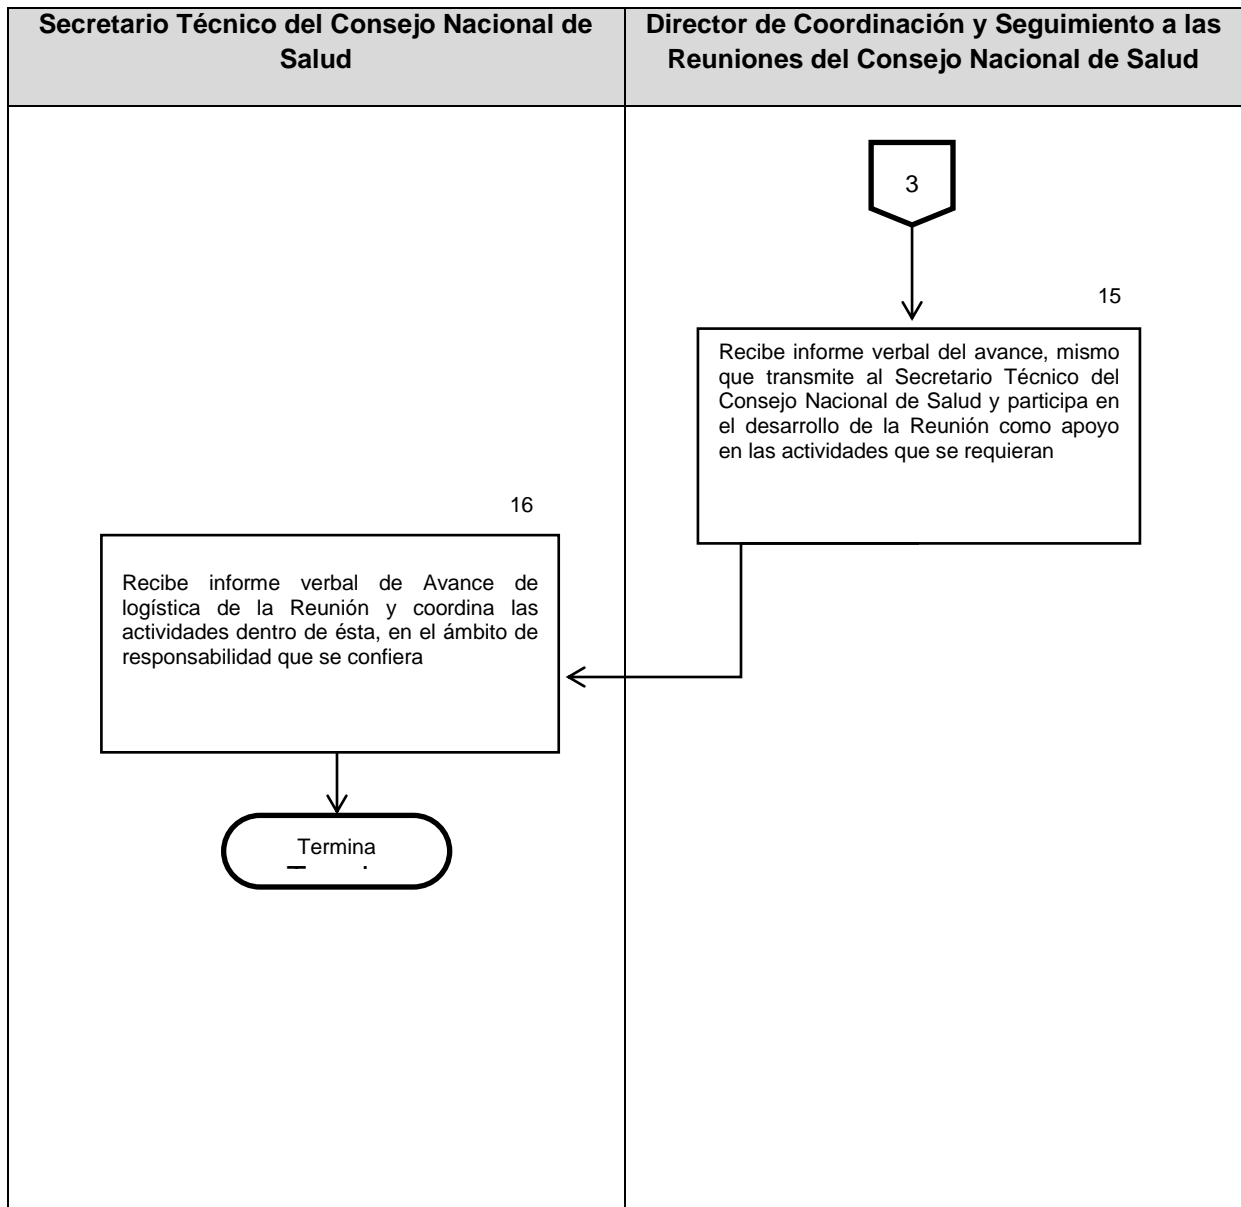 Secretario Técnico del Consejo Nacional de
Salud
Director de Coordinación y Seguimiento a las
Reuniones del Consejo Nacional de Salud
3
15
Recibe informe verbal del avance, mismo
que transmite al Secretario Técnico del
Consejo Nacional de Salud y participa en
el desarrollo de la Reunión como apoyo
en las actividades que se requieran
16
Recibe informe verbal de Avance de
logística de la Reunión y coordina las
actividades dentro de ésta, en el ámbito de
responsabilidad que se confiera
Termina